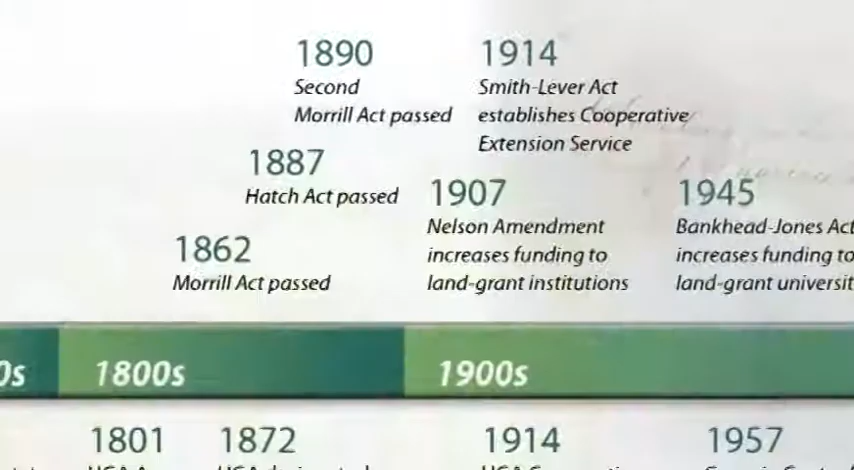 1890
Second
Morrill Act passed
1914
Smith-Lever Act
establishes Cooperative
Extension Service
1887
Hatch Act passed
1907
Nelson Amendment
increases funding to
land-grant institutions
1945
Bankhead-Jones Act
increases funding to
land-grant universit
1862
Morrill Act passed
0s
1800s
1900s
1801
1872
1914
1957